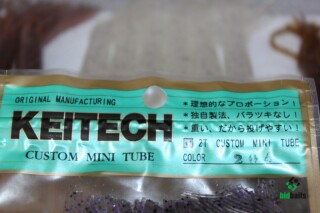 ORIGINAL MANUFACTURING
KEITECH
CUSTOM MINI TUBE
*理想的なプロポーション!
*独自製法、バラツキなし!
*重い、だから投げやすい!
2T CUSTOM MINI TUBE
COLOR
bidbaits